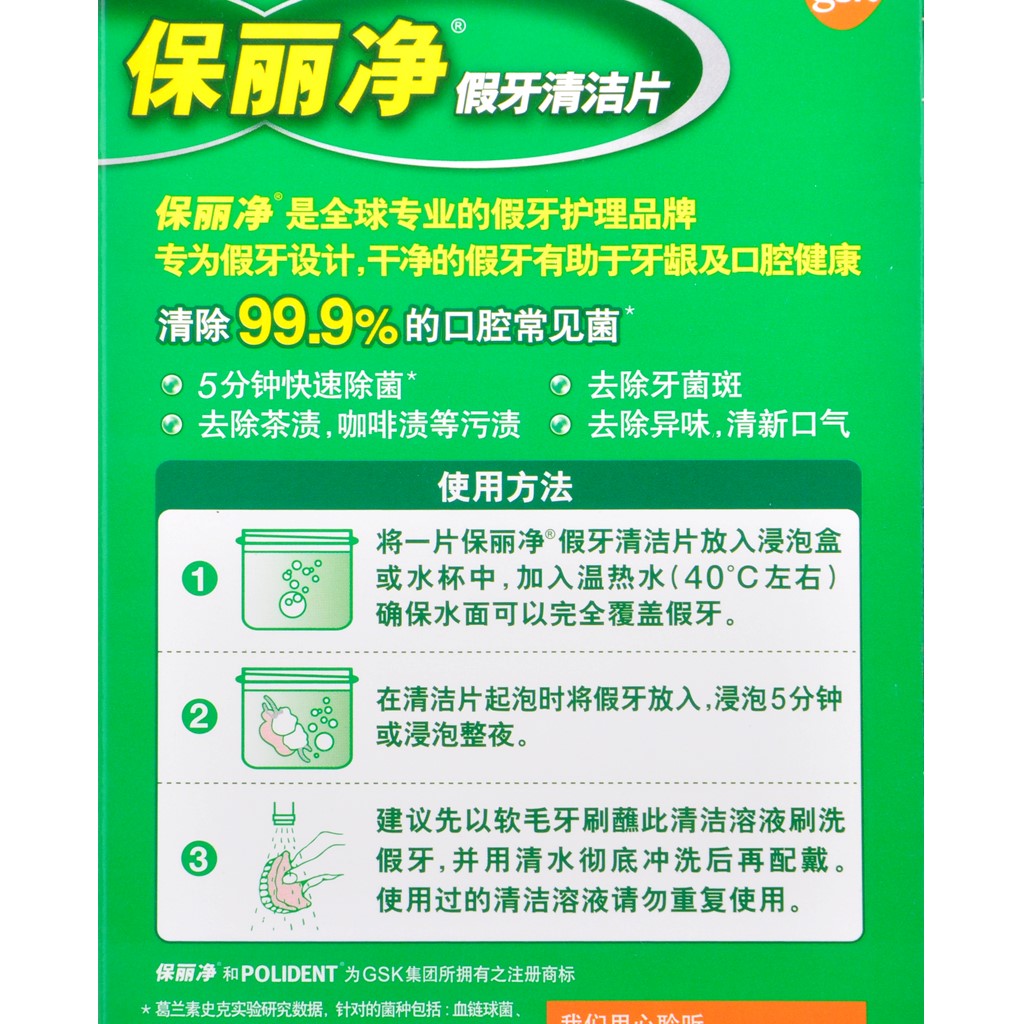 gsk
保丽净® 假牙清洁片
保丽净®是全球专业的假牙护理品牌
专为假牙设计,干净的假牙有助于牙龈及口腔健康
清除99.9%的口腔常见菌*
5分钟快速除菌*
去除牙菌斑
去除茶渍,咖啡渍等污渍
去除异味,清新口气
使用方法
1
将一片保丽净®假牙清洁片放入浸泡盒
或水杯中,加入温热水(40°C左右)
确保水面可以完全覆盖假牙。
2
在清洁片起泡时将假牙放入,浸泡5分钟
或浸泡整夜。
3
建议先以软毛牙刷蘸此清洁溶液刷洗
假牙,并用清水彻底冲洗后再配戴。
使用过的清洁溶液请勿重复使用。
保丽净®和POLIDENT®为GSK集团所拥有之注册商标
*葛兰素史克实验研究数据,针对的菌种包括:血链球菌、
我们用心聆听